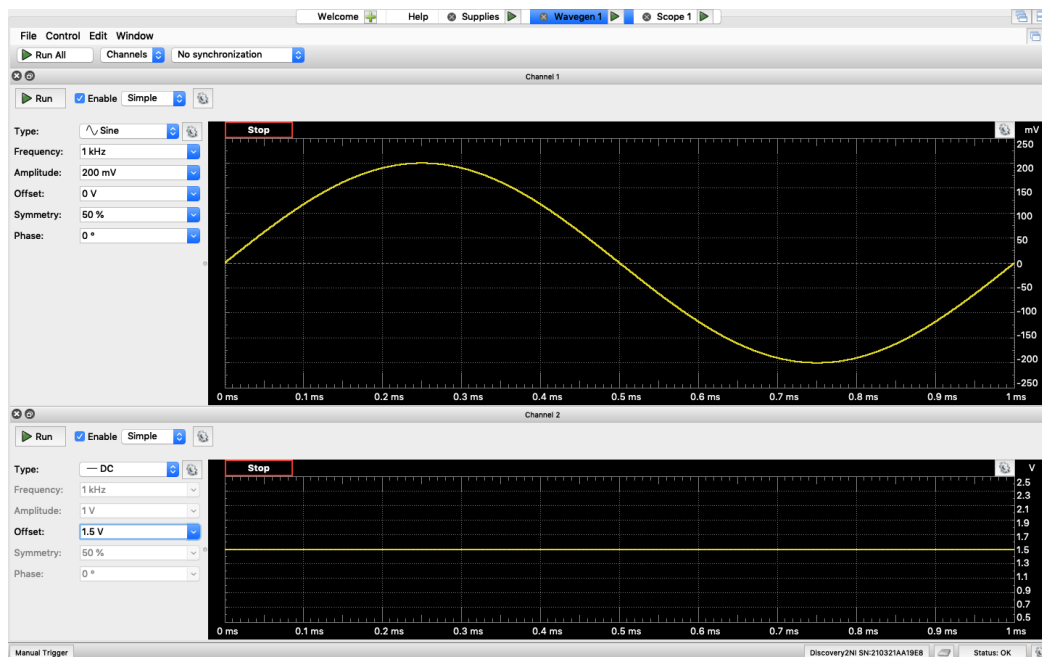 Welcome Help Supplies Wavegen 1 Scope 1
File Control Edit Window
Run All Channels No synchronization
Channel 1
Run Enable Simple
Type: Sine
Frequency: 1 kHz
Amplitude: 200 mV
Offset: 0 V
Symmetry: 50 %
Phase: 0 °
Stop mV
250
200
150
100
50
0
-50
-100
-150
-200
-250
0 ms 0.1 ms 0.2 ms 0.3 ms 0.4 ms 0.5 ms 0.6 ms 0.7 ms 0.8 ms 0.9 ms 1 ms
Channel 2
Run Enable Simple
Type: DC
Frequency: 1 kHz
Amplitude: 1 V
Offset: 1.5 V
Symmetry: 50 %
Phase: 0 °
Stop V
2.5
2.3
2.1
1.9
1.7
1.5
1.3
1.1
0.9
0.7
0.5
0 ms 0.1 ms 0.2 ms 0.3 ms 0.4 ms 0.5 ms 0.6 ms 0.7 ms 0.8 ms 0.9 ms 1 ms
Manual Trigger Discovery2NI SN:210321AA19E8 Status: OK